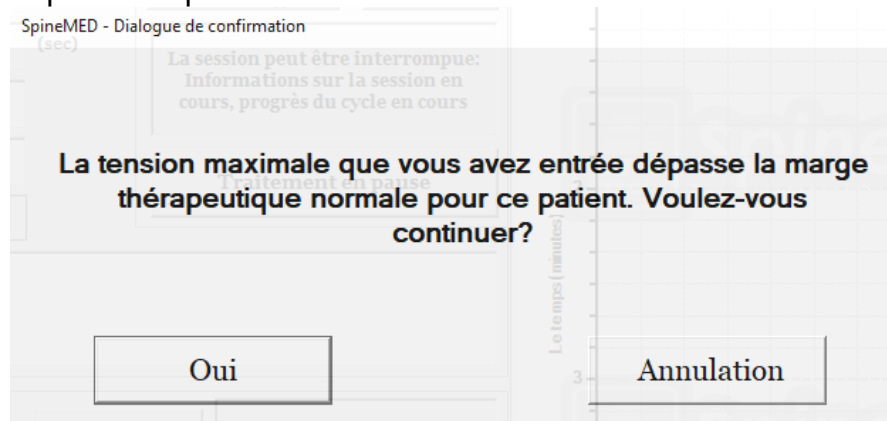 SpineMED - Dialogue de confirmation
(sec)
La session peut être interrompue:
Informations sur la session en
cours, progrès du cycle en cours
La tension maximale que vous avez entrée dépasse la marge
Traitement en pause
thérapeutique normale pour ce patient. Voulez-vous
continuer?
Le temps (minutes)
Oui
Annulation
3